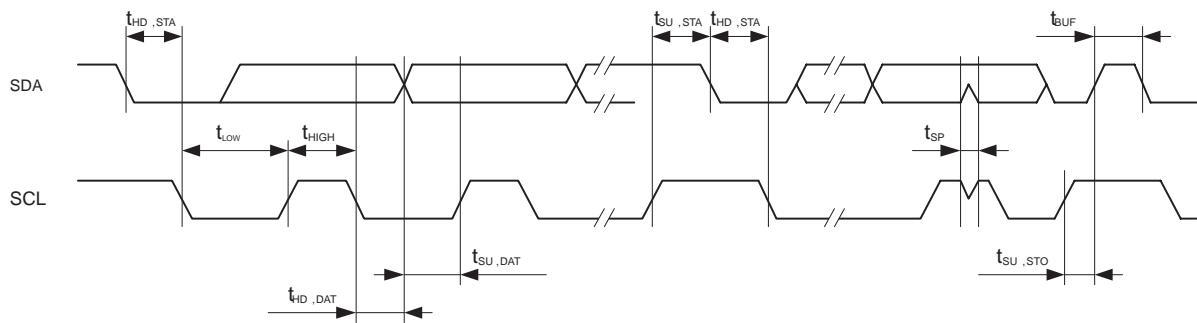 tHD,STA
tSU,STA tHD,STA
tBUF
SDA
tLOW
tHIGH
tSP
SCL
tSU,DAT
tSU,STO
tHD,DAT